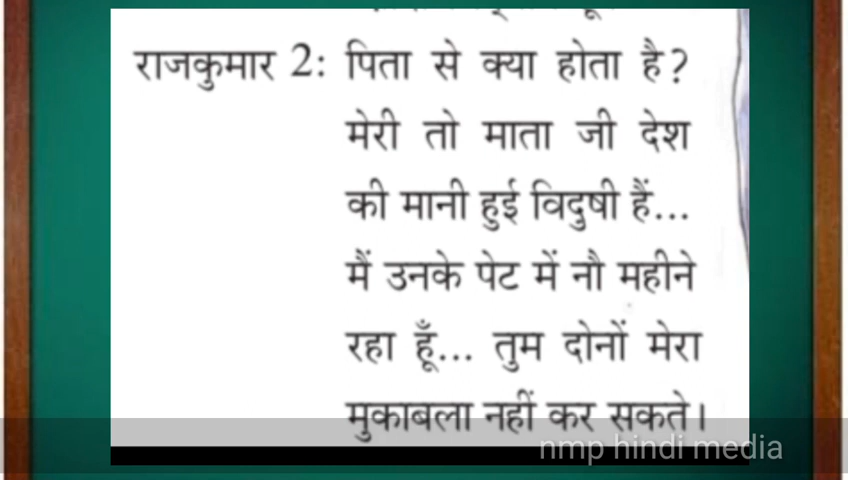 राजकुमार 2: पिता से क्या होता है?
मेरी तो माता जी देश
की मानी हुई विदुषी हैं...
मैं उनके पेट में नौ महीने
रहा हूँ... तुम दोनों मेरा
मुकाबला नहीं कर सकते।
nmp hindi media